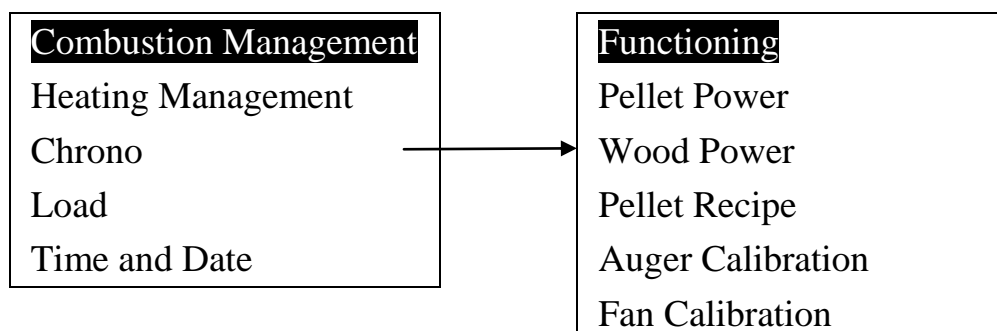 Combustion Management
Heating Management
Chrono
Load
Time and Date
Functioning
Pellet Power
Wood Power
Pellet Recipe
Auger Calibration
Fan Calibration